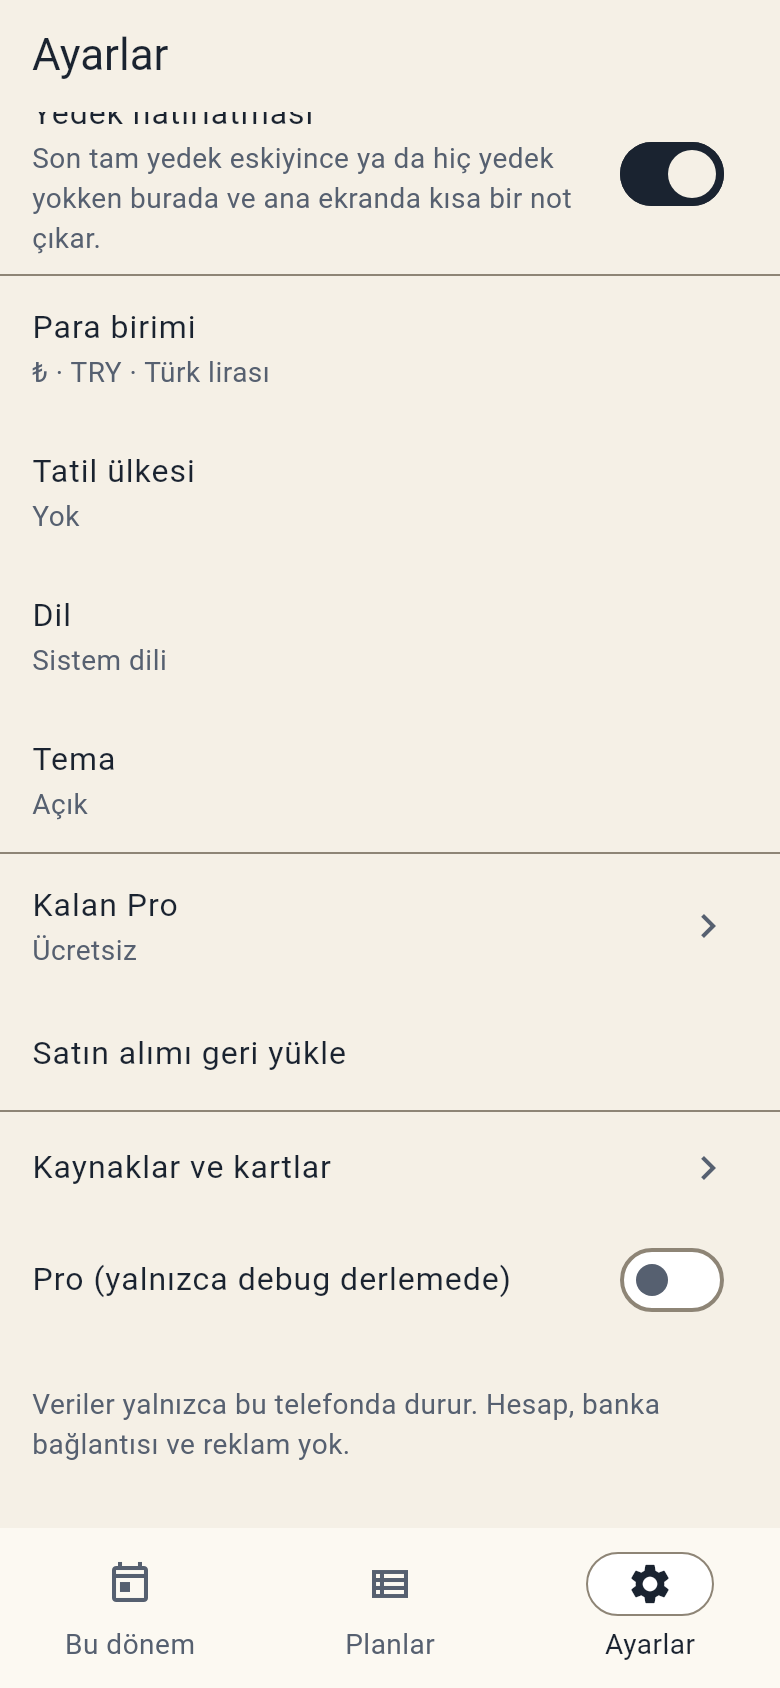 Ayarlar
Yedek hatırlatması
Son tam yedek eskiyince ya da hiç yedek
yokken burada ve ana ekranda kısa bir not
çıkar.
Para birimi
₺ · TRY · Türk lirası
Tatil ülkesi
Yok
Dil
Sistem dili
Tema
Açık
Kalan Pro
Ücretsiz
Satın alımı geri yükle
Kaynaklar ve kartlar
Pro (yalnızca debug derlemede)
Veriler yalnızca bu telefonda durur. Hesap, banka
bağlantısı ve reklam yok.
Bu dönem
Planlar
Ayarlar